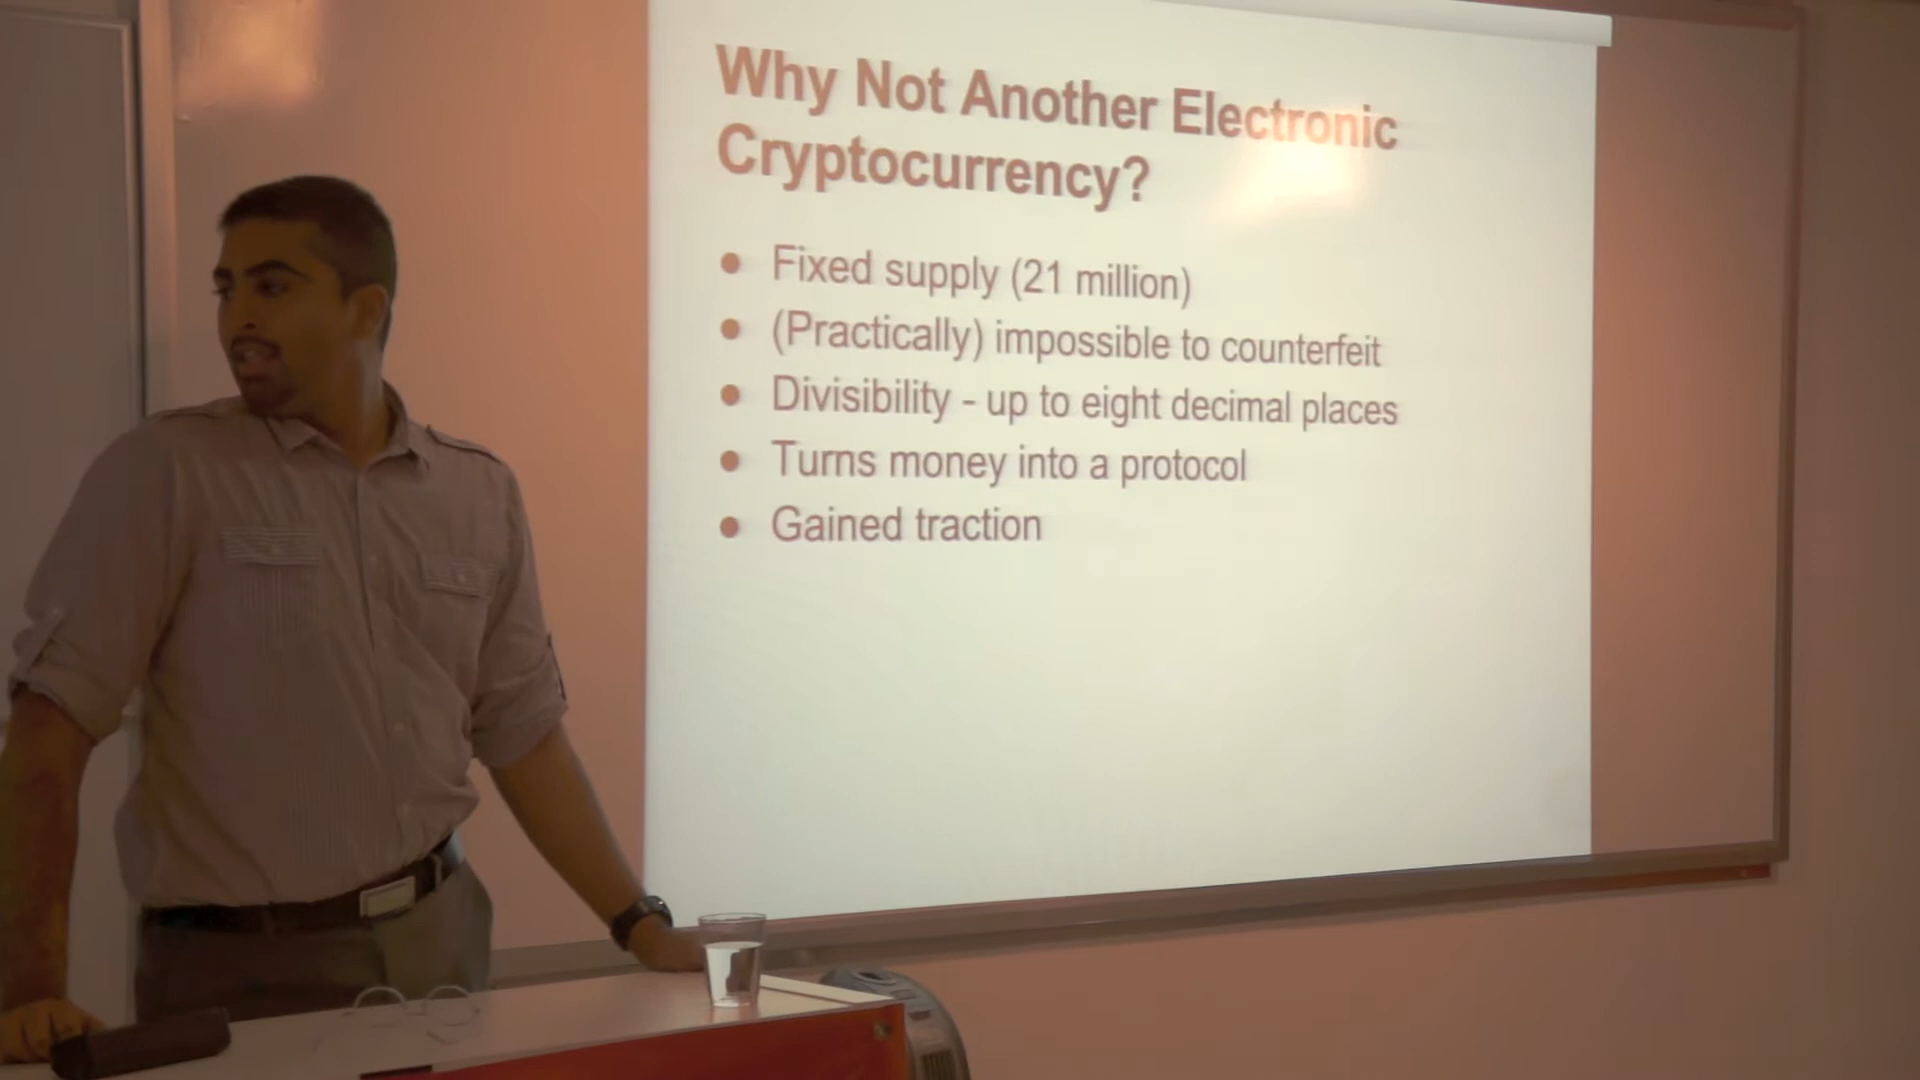 Why Not Another Electronic
Cryptocurrency?
● Fixed supply (21 million)
● (Practically) impossible to counterfeit
● Divisibility - up to eight decimal places
● Turns money into a protocol
● Gained traction